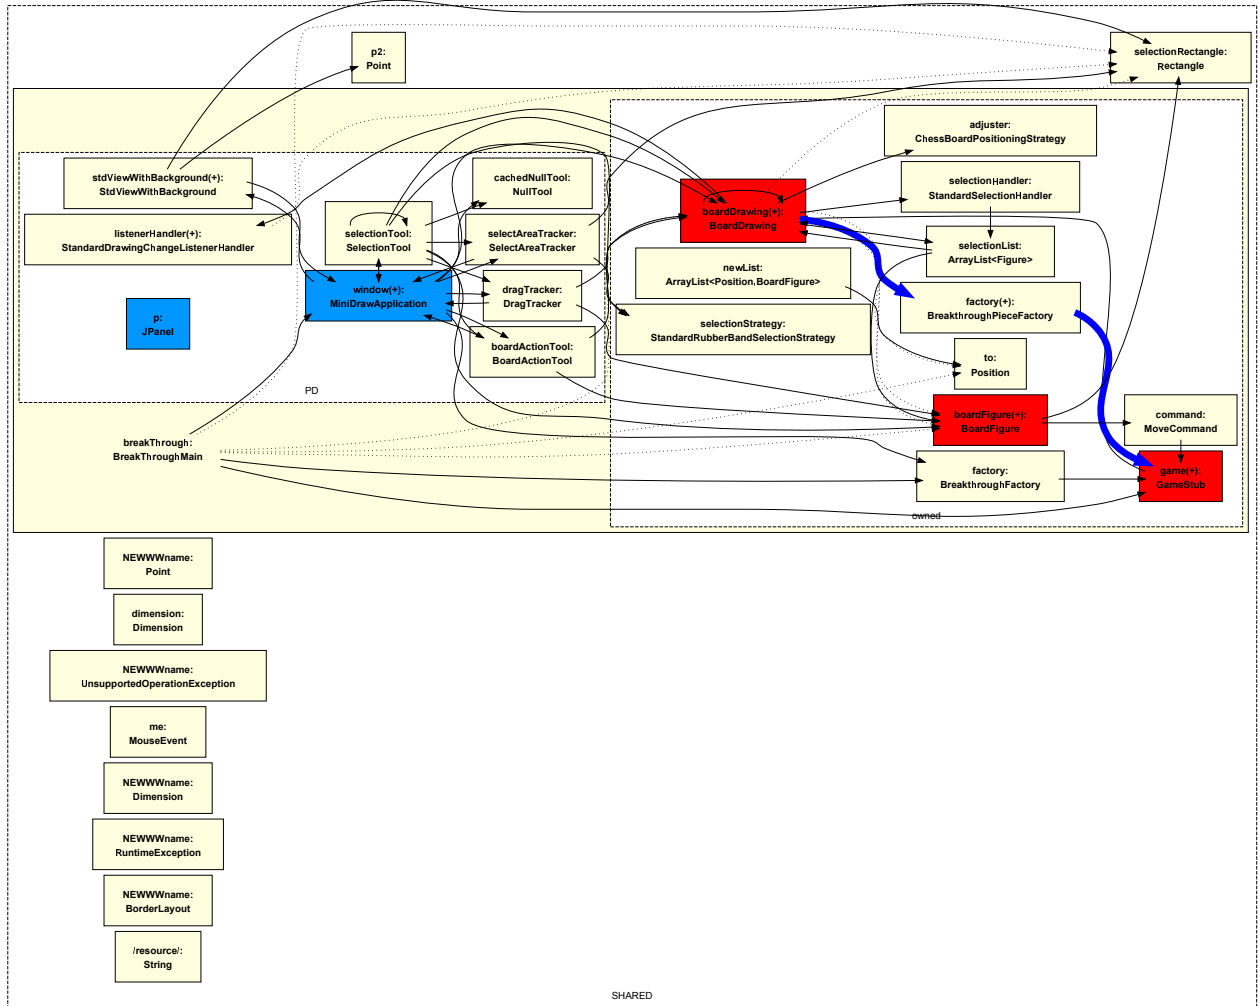 p2:
Point
selectionRectangle:
Rectangle
adjuster:
ChessBoardPositioningStrategy
stdViewWithBackground(+):
StdViewWithBackground
cachedNullTool:
NullTool
selectionHandler:
StandardSelectionHandler
boardDrawing(+):
BoardDrawing
listenerHandler(+):
StandardDrawingChangeListenerHandler
selectionTool:
SelectionTool
selectAreaTracker:
SelectAreaTracker
selectionList:
ArrayList<Figure>
newList:
ArrayList<Position,BoardFigure>
window(+):
MiniDrawApplication
dragTracker:
DragTracker
factory(+):
BreakthroughPieceFactory
p:
JPanel
selectionStrategy:
StandardRubberBandSelectionStrategy
boardActionTool:
BoardActionTool
to:
Position
PD
boardFigure(+):
BoardFigure
command:
MoveCommand
breakThrough:
BreakThroughMain
factory:
BreakthroughFactory
game(+):
GameStub
owned
NEWWWname:
Point
dimension:
Dimension
NEWWWname:
UnsupportedOperationException
me:
MouseEvent
NEWWWname:
Dimension
NEWWWname:
RuntimeException
NEWWWname:
BorderLayout
/resource/:
String
SHARED